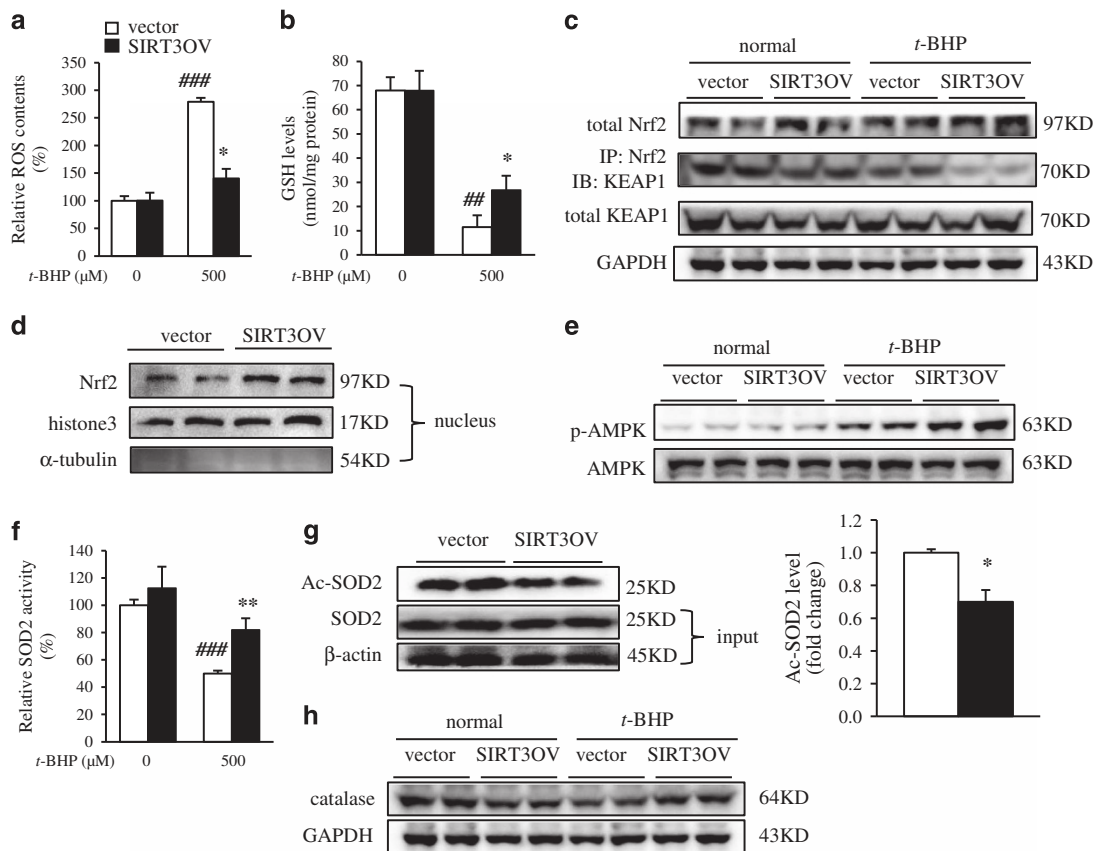 a
vector
SIRT3OV
Relative ROS contents
(%)
350
300
250
200
150
100
50
0
###
*
t-BHP (μM)
0
500
b
GSH levels
(nmol/mg protein)
80
70
60
50
40
30
20
10
0
##
*
t-BHP (μM)
0
500
c
normal
t-BHP
vector SIRT3OV vector SIRT3OV
total Nrf2
97KD
IP: Nrf2
IB: KEAP1
70KD
total KEAP1
70KD
GAPDH
43KD
d
vector SIRT3OV
Nrf2
97KD
histone3
17KD
α-tubulin
54KD
nucleus
e
normal
t-BHP
vector SIRT3OV vector SIRT3OV
p-AMPK
63KD
AMPK
63KD
f
Relative SOD2 activity
(%)
140
120
100
80
60
40
20
0
###
**
t-BHP (μM)
0
500
g
vector SIRT3OV
Ac-SOD2
25KD
SOD2
25KD
β-actin
45KD
input
Ac-SOD2 level
(fold change)
1.2
1.0
0.8
0.6
0.4
0.2
0.0
*
h
normal
t-BHP
vector SIRT3OV vector SIRT3OV
catalase
64KD
GAPDH
43KD